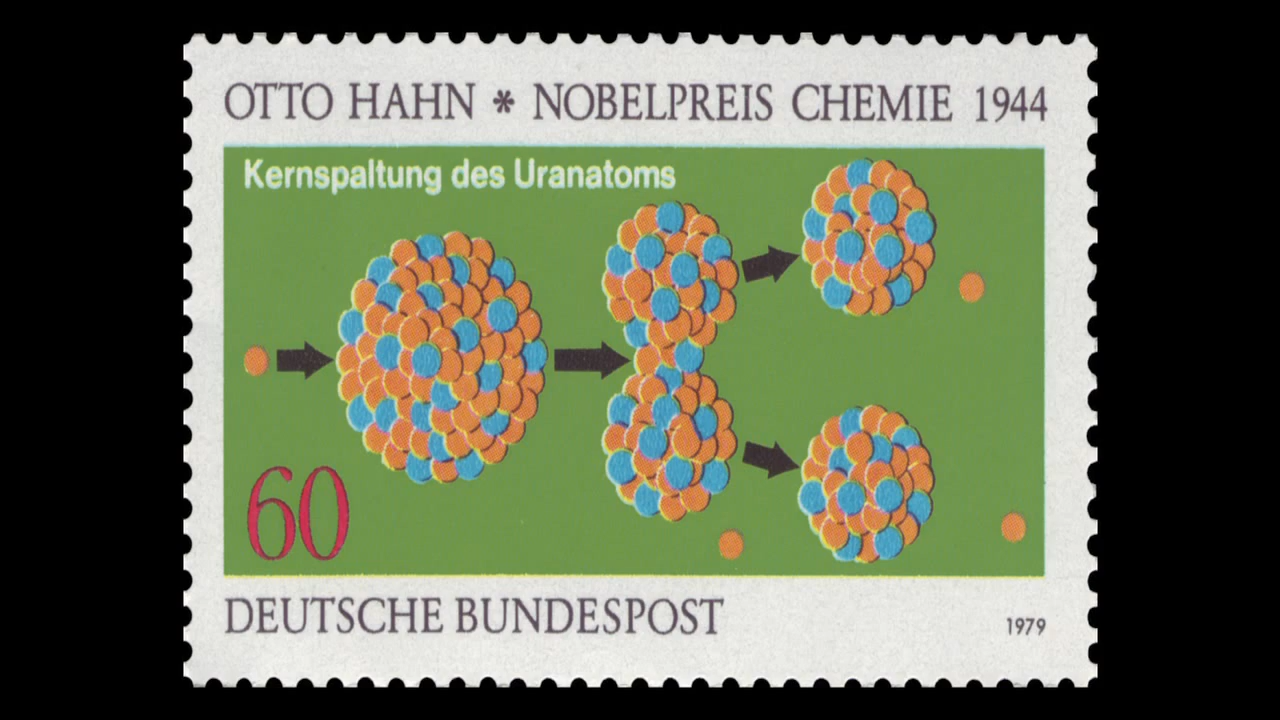 OTTO HAHN * NOBELPREIS CHEMIE 1944
Kernspaltung des Uranatoms
60
DEUTSCHE BUNDESPOST
1979